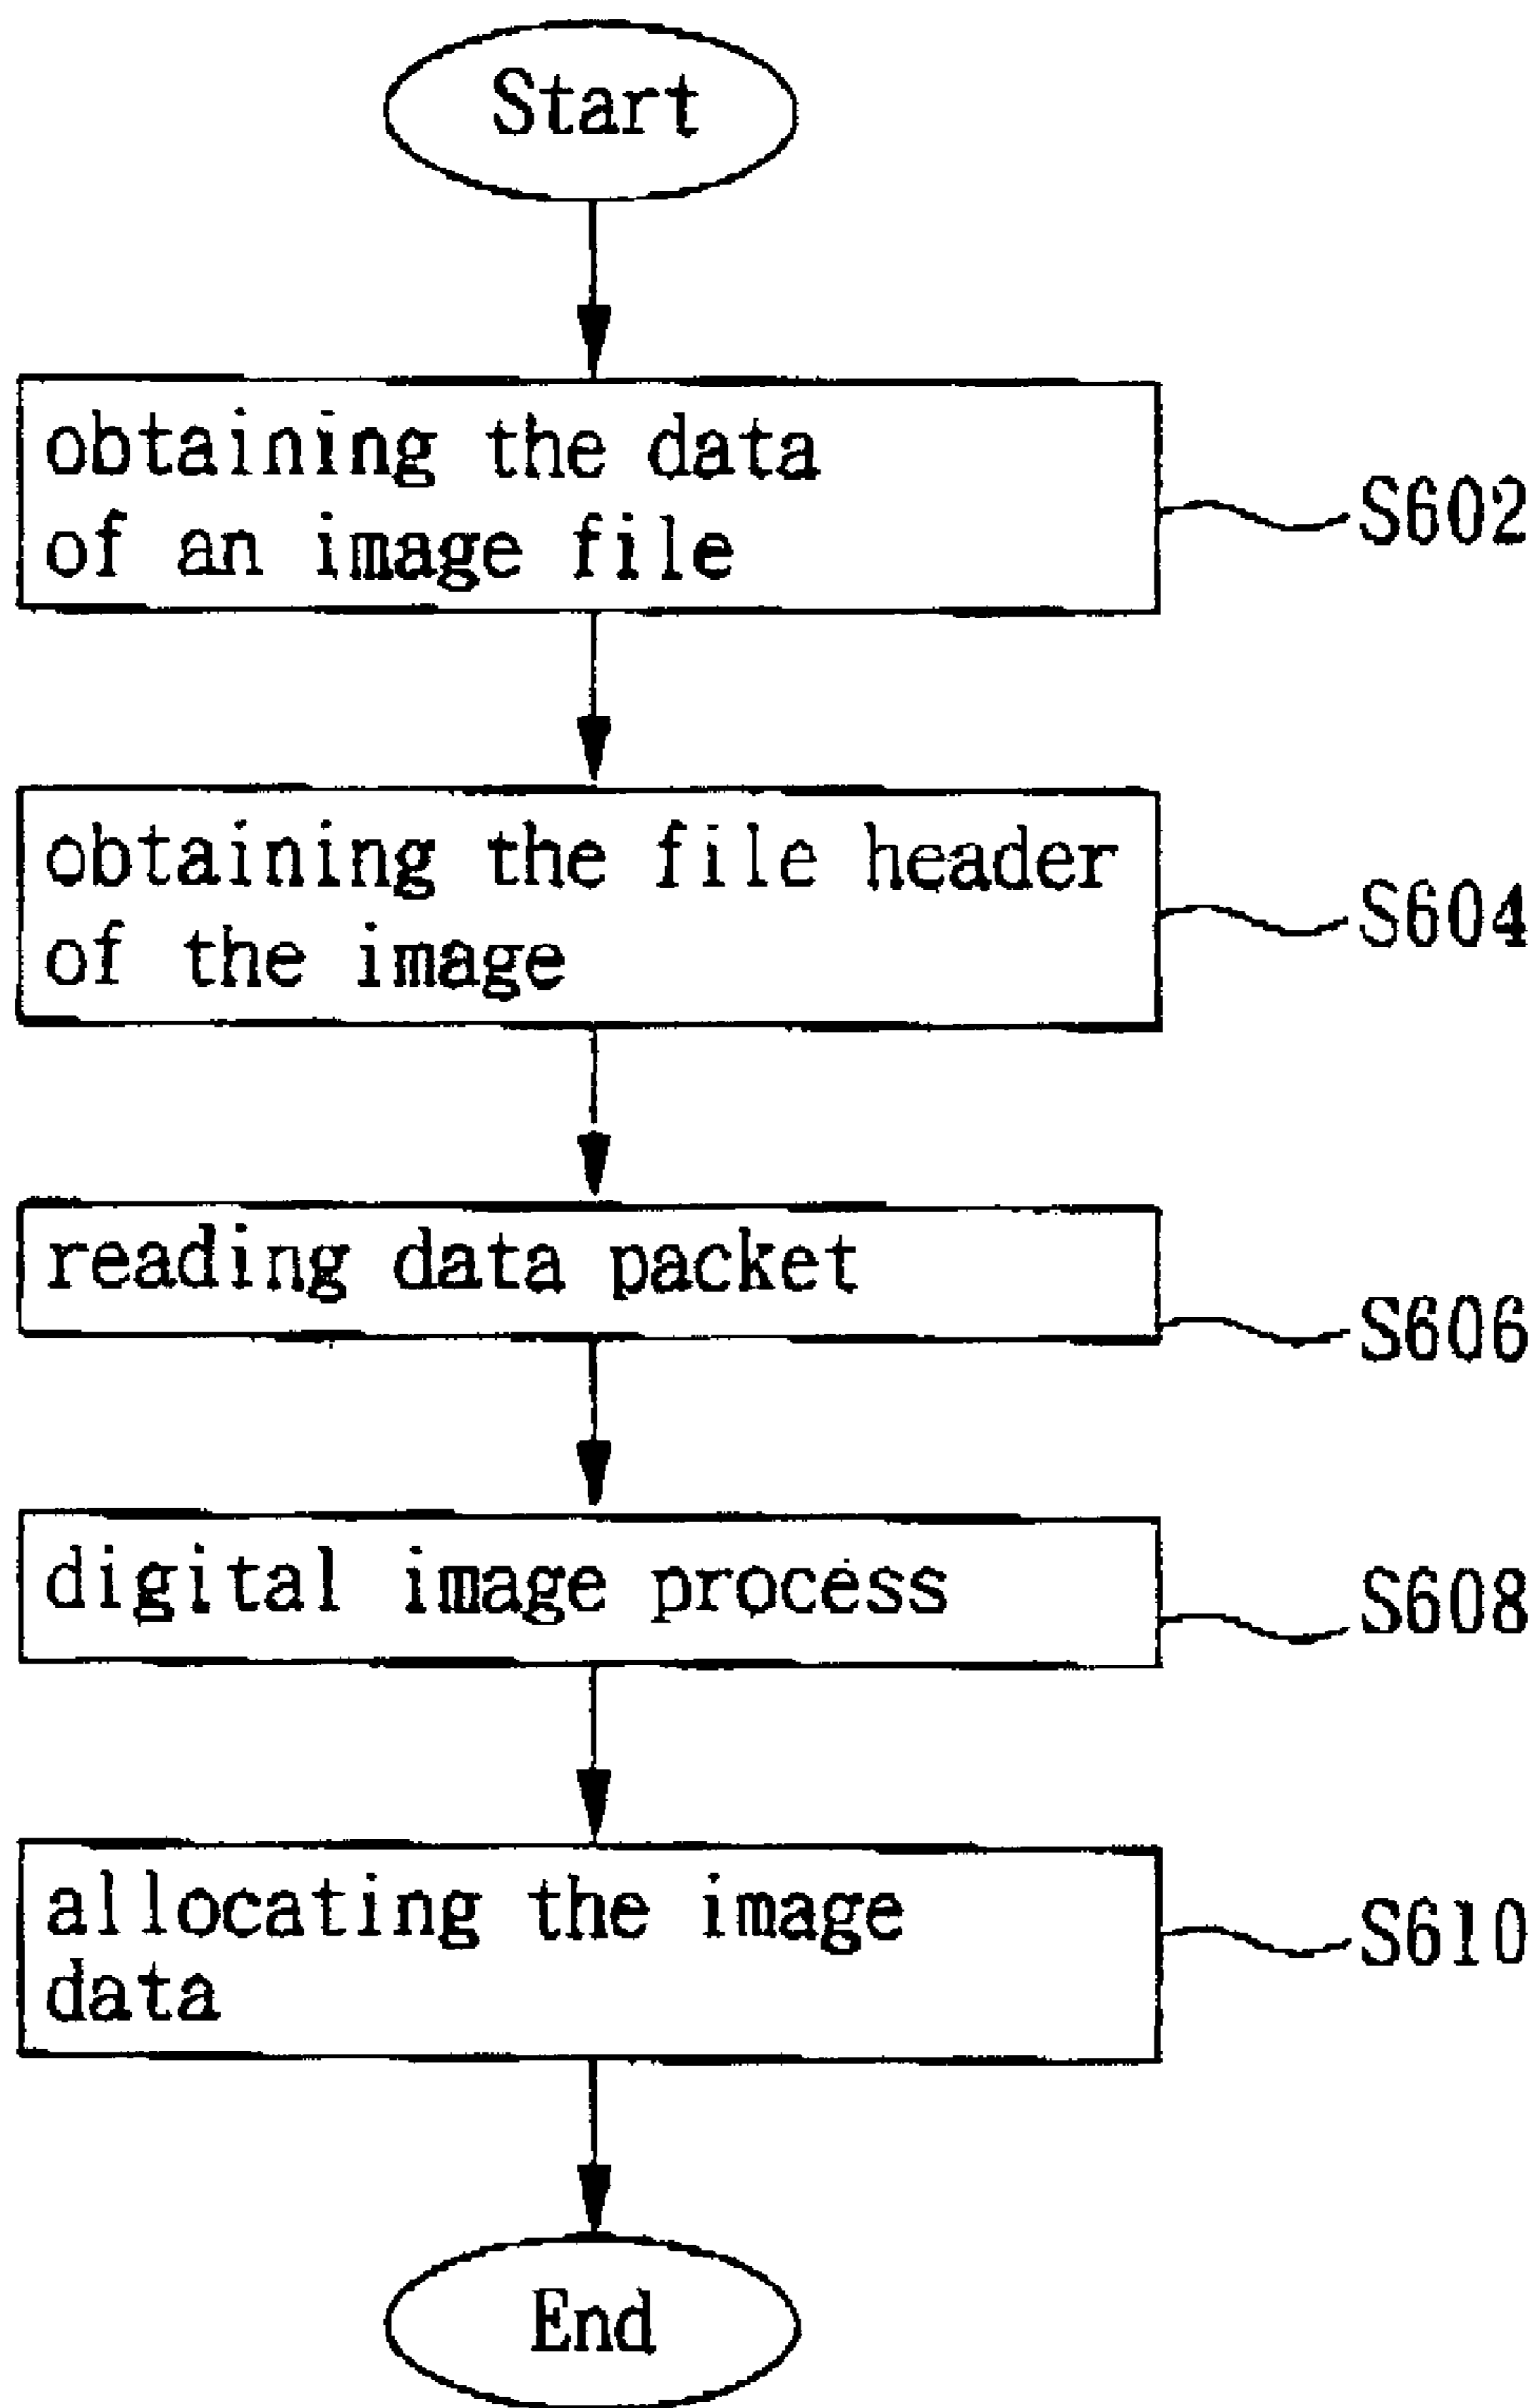 Start
obtaining the data
of an image file
S602
obtaining the file header
of the image
S604
reading data packet
S606
digital image process
S608
allocating the image
data
S610
End